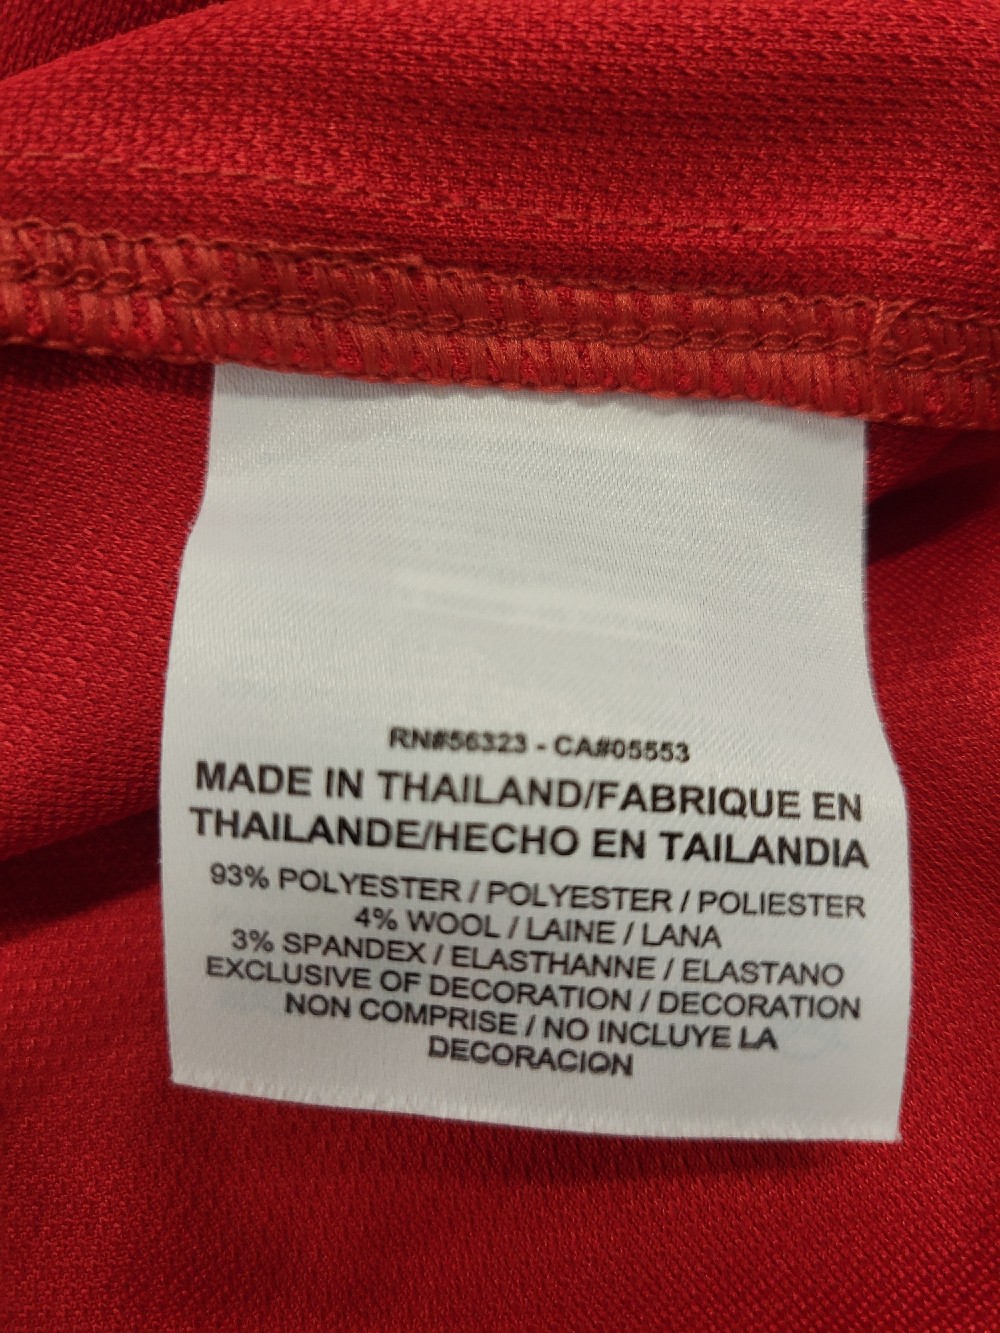 RN#56323 - CA#05553
MADE IN THAILAND/FABRIQUE EN
THAILANDE/HECHO EN TAILANDIA
93% POLYESTER / POLYESTER / POLIESTER
4% WOOL / LAINE / LANA
3% SPANDEX / ELASTHANNE / ELASTANO
EXCLUSIVE OF DECORATION / DECORATION
NON COMPRISE / NO INCLUYE LA
DECORACION